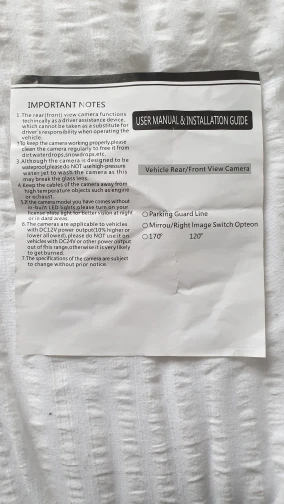 IMPORTANT NOTES
1.The rear(front) view camera functions
techincally as a driver assistance device,
which cannot be taken as a substitute for
driver's responsibility when operating the
vehicle.
?To keep the camera working properly,please
clean the camera regularly to free it from
dirt,waterdrops,snowdrops,etc.
3.Although the camera is designed to be
waterpoof,please do NOT use high-pressure
water jet to wash the camera as this
may break the glass lens.
4.Keep the cables of the camera away from
high temperature objects such as engine
or exhaust.
5.If the camera model you have comes without
in-built LED lights,please turn on your
license plate light for better vision at night
or in dard areas.
6.The cameras are applicable to vehicles
with DC12V power output(10% higher or
lower allowed),please do NOT use it on
vehicles with DC24V or other power output
out of this range,otherwise it is very likely
to get burned.
7.The specifications of the camera are subject
to change without prior notice.
USER MANUAL & INSTALLATION GUIDE
Vehicle Rear/Front View Camera
Parking Guard Line
Mirrou/Right Image Switch Opteon
170° 120°